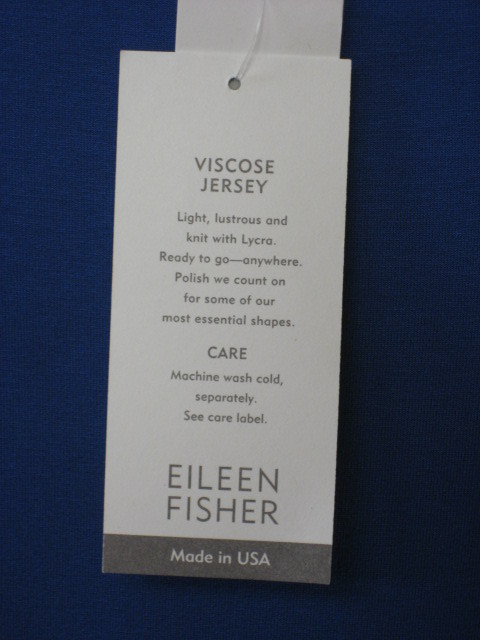 VISCOSE
JERSEY
Light, lustrous and
knit with Lycra.
Ready to go—anywhere.
Polish we count on
for some of our
most essential shapes.
CARE
Machine wash cold,
separately.
See care label.
EILEEN
FISHER
Made in USA